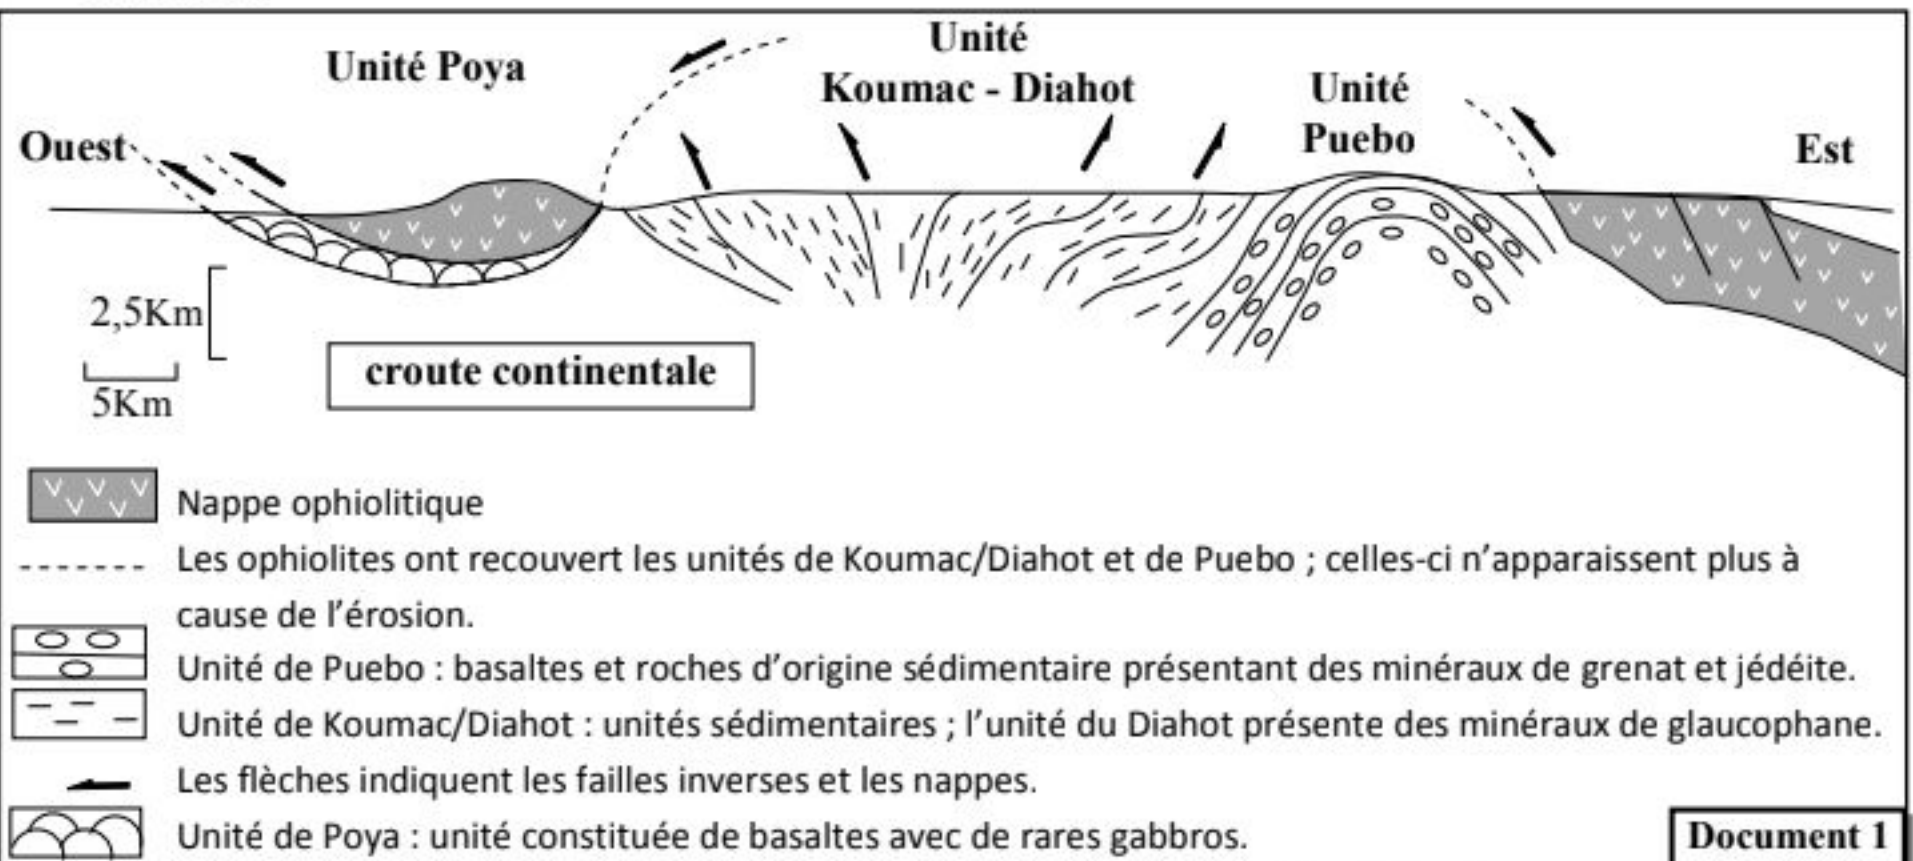 Unité Poya
Unité
Koumac - Diahot
Unité
Puebo
Ouest
Est
2,5Km
5Km
croute continentale
Nappe ophiolitique
Les ophiolites ont recouvert les unités de Koumac/Diahot et de Puebo ; celles-ci n’apparaissent plus à
cause de l’érosion.
Unité de Puebo : basaltes et roches d’origine sédimentaire présentant des minéraux de grenat et jédéite.
Unité de Koumac/Diahot : unités sédimentaires ; l’unité du Diahot présente des minéraux de glaucophane.
Les flèches indiquent les failles inverses et les nappes.
Unité de Poya : unité constituée de basaltes avec de rares gabbros.
Document 1